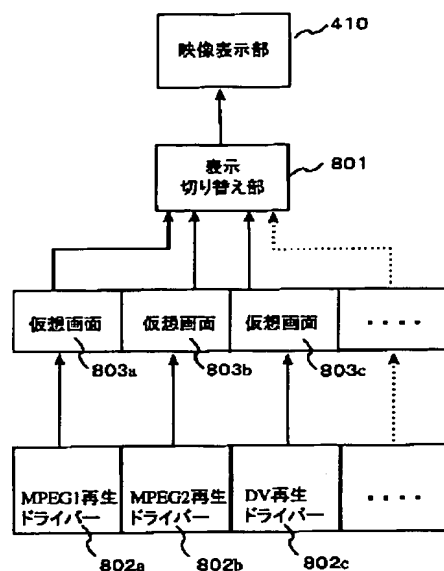 410
映像表示部
801
表示
切り替え部
仮想画面
仮想画面
仮想画面
・・・・
803a
803b
803c
MPEG1再生
ドライバー
MPEG2再生
ドライバー
DV再生
ドライバー
・・・・
802a
802b
802c